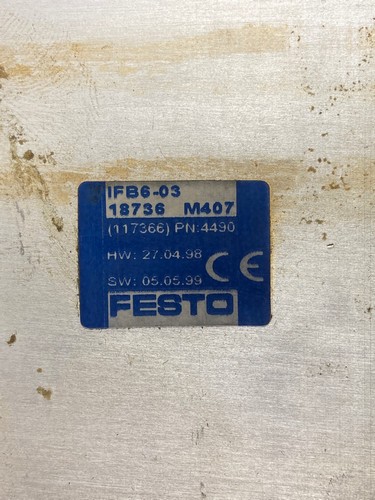 IFB6-03
18736 M407
(117366) PN:4490
HW: 27.04.98
CE
SW: 05.05.99
FESTO